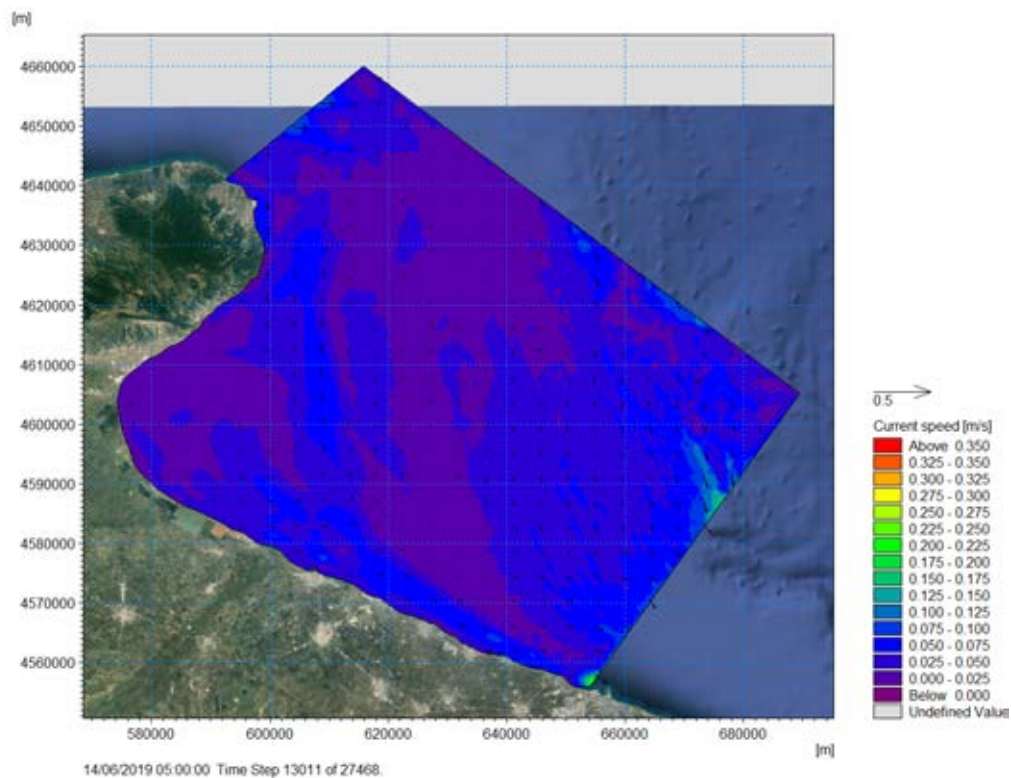 [m]
4660000
4650000
4640000
4630000
4620000
4610000
4600000
4590000
4580000
4570000
4560000
580000 600000 620000 640000 660000 680000
[m]
0.5
Current speed [m/s]
Above 0.350
0.325 - 0.350
0.300 - 0.325
0.275 - 0.300
0.250 - 0.275
0.225 - 0.250
0.200 - 0.225
0.175 - 0.200
0.150 - 0.175
0.125 - 0.150
0.100 - 0.125
0.075 - 0.100
0.050 - 0.075
0.025 - 0.050
0.000 - 0.025
Below 0.000
Undefined Value
14/06/2019 05:00:00 Time Step 13011 of 27468.